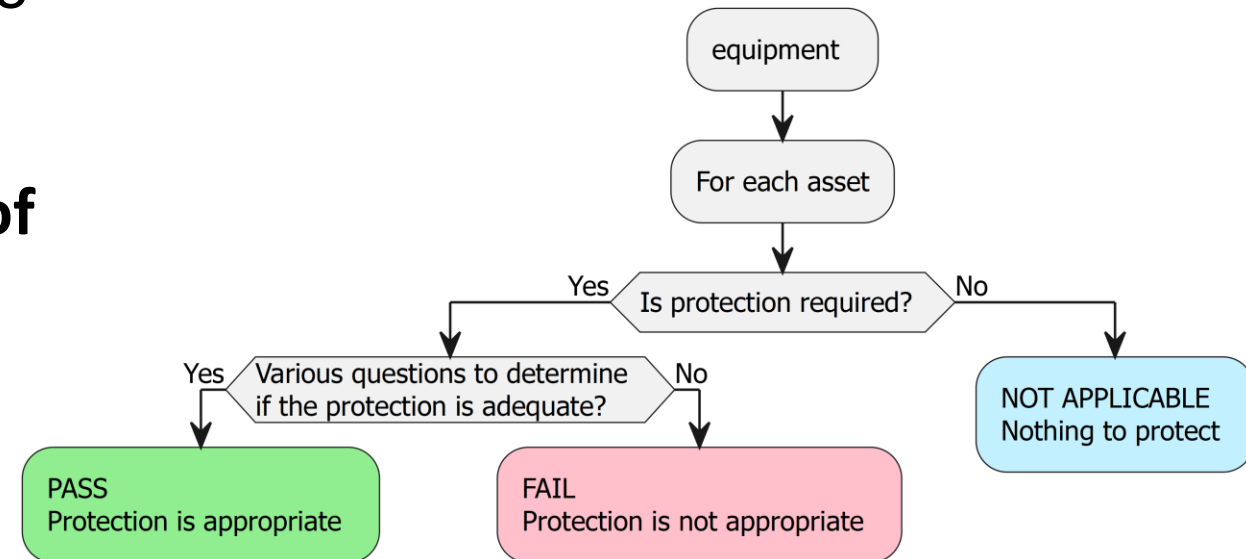 equipment
For each asset
of
Yes
Is protection required?
No
Yes
Various questions to determine
if the protection is adequate?
No
NOT APPLICABLE
Nothing to protect
PASS
Protection is appropriate
FAIL
Protection is not appropriate